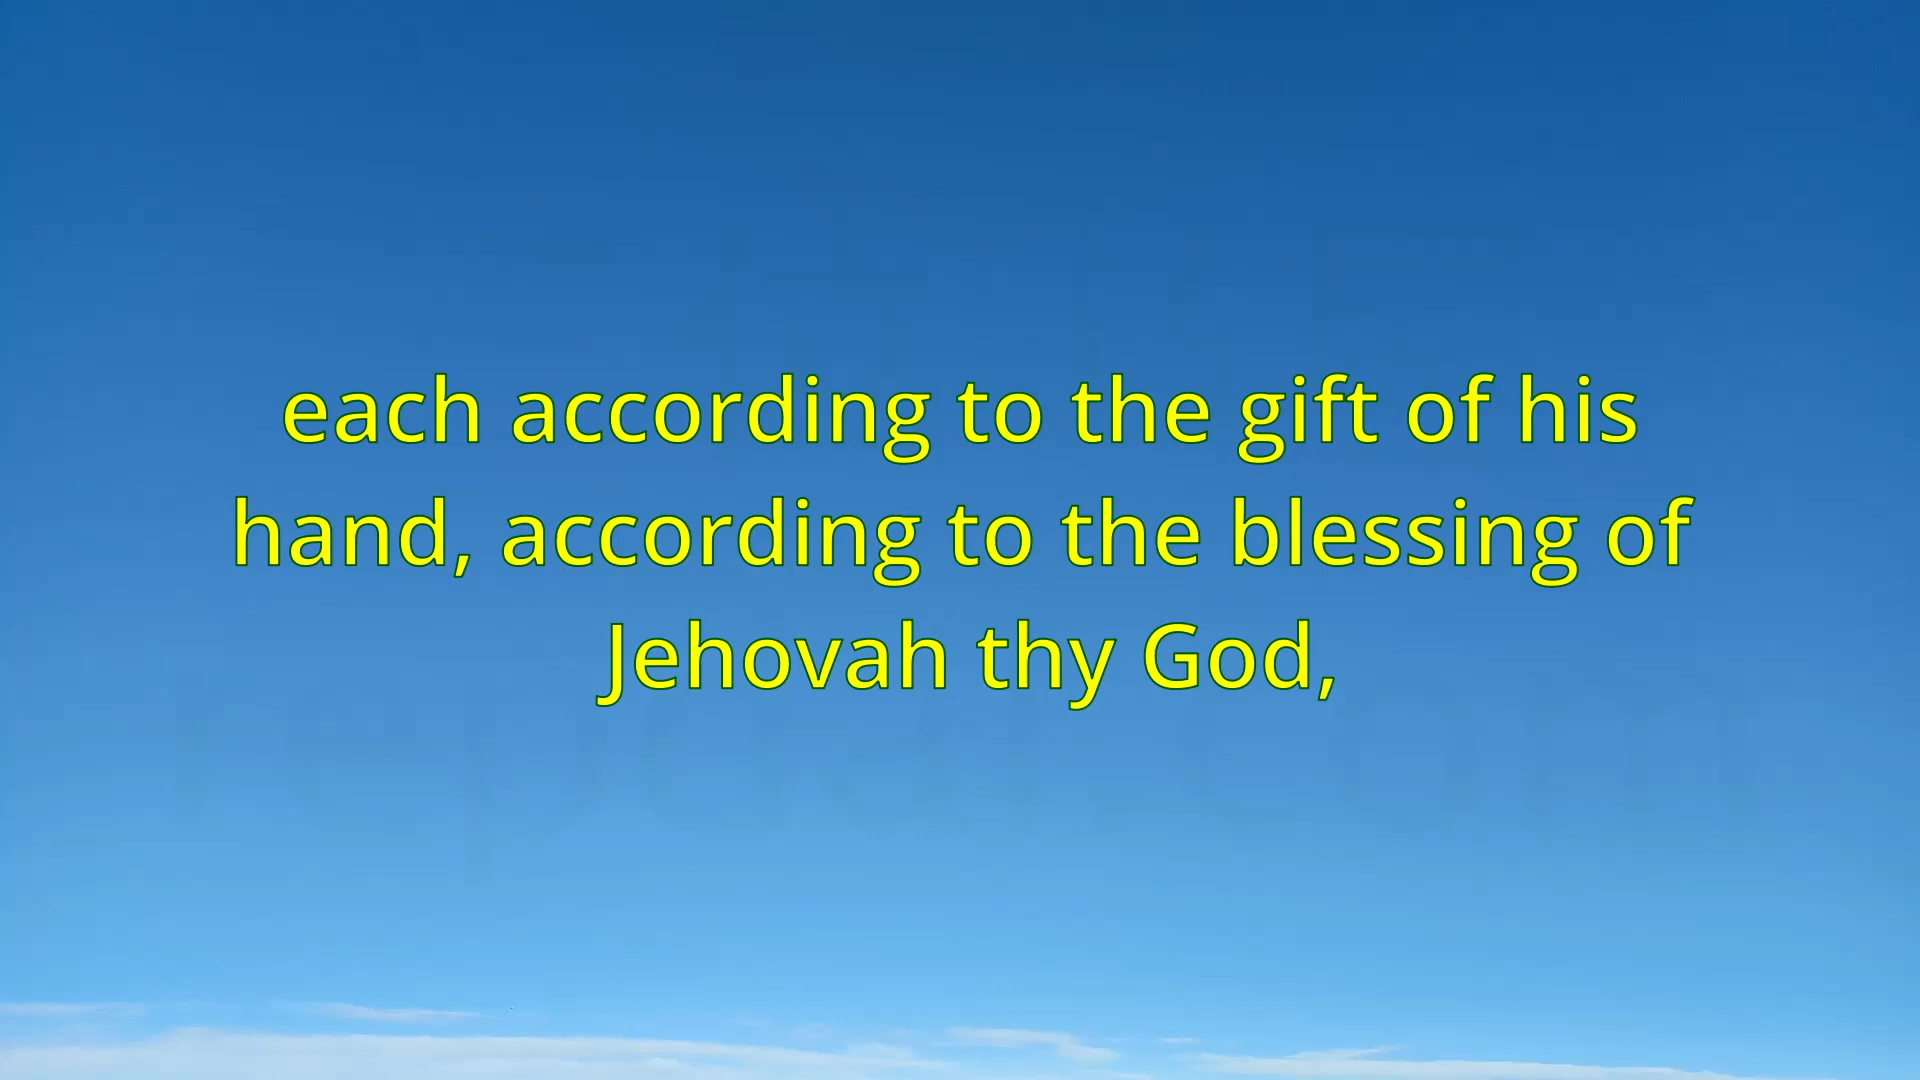 each according to the gift of his
hand, according to the blessing of
Jehovah thy God,